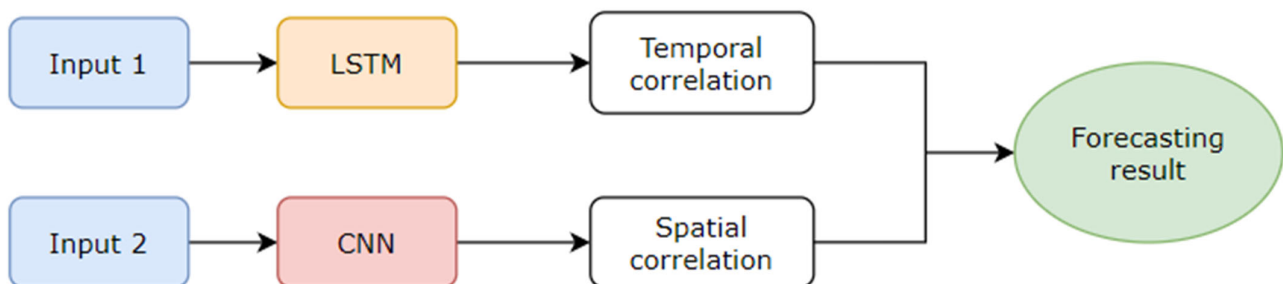 Input 1
LSTM
Temporal
correlation
Forecasting
result
Input 2
CNN
Spatial
correlation